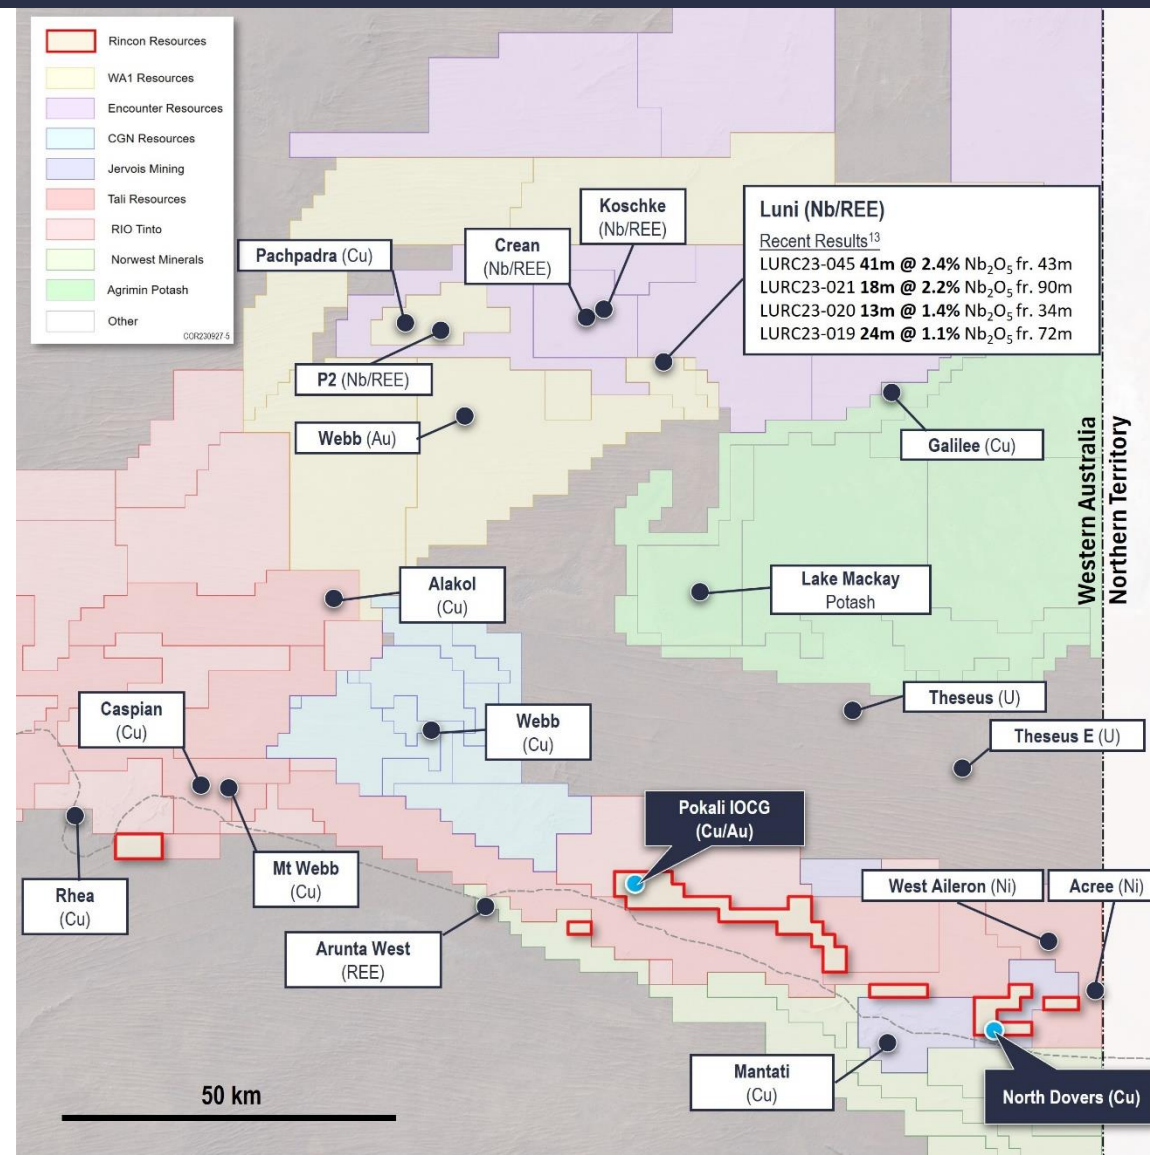 Rincon Resources
WA1 Resources
Encounter Resources
CGN Resources
Jervois Mining
Tali Resources
RIO Tinto
Norwest Minerals
Agrimin Potash
Other
COR230927-5
Koschke
(Nb/REE)
Crean
(Nb/REE)
Pachpadra (Cu)
Luni (Nb/REE)
Recent Results¹³
LURC23-045 41m @ 2.4% Nb₂O₅ fr. 43m
LURC23-021 18m @ 2.2% Nb₂O₅ fr. 90m
LURC23-020 13m @ 1.4% Nb₂O₅ fr. 34m
LURC23-019 24m @ 1.1% Nb₂O₅ fr. 72m
P2 (Nb/REE)
Webb (Au)
Galilee (Cu)
Western Australia
Northern Territory
Alakol
(Cu)
Lake Mackay
Potash
Caspian
(Cu)
Webb
(Cu)
Theseus (U)
Theseus E (U)
Pokali IOCG
(Cu/Au)
Rhea
(Cu)
Mt Webb
(Cu)
West Aileron (Ni)
Acree (Ni)
Arunta West
(REE)
Mantati
(Cu)
North Dovers (Cu)
50 km